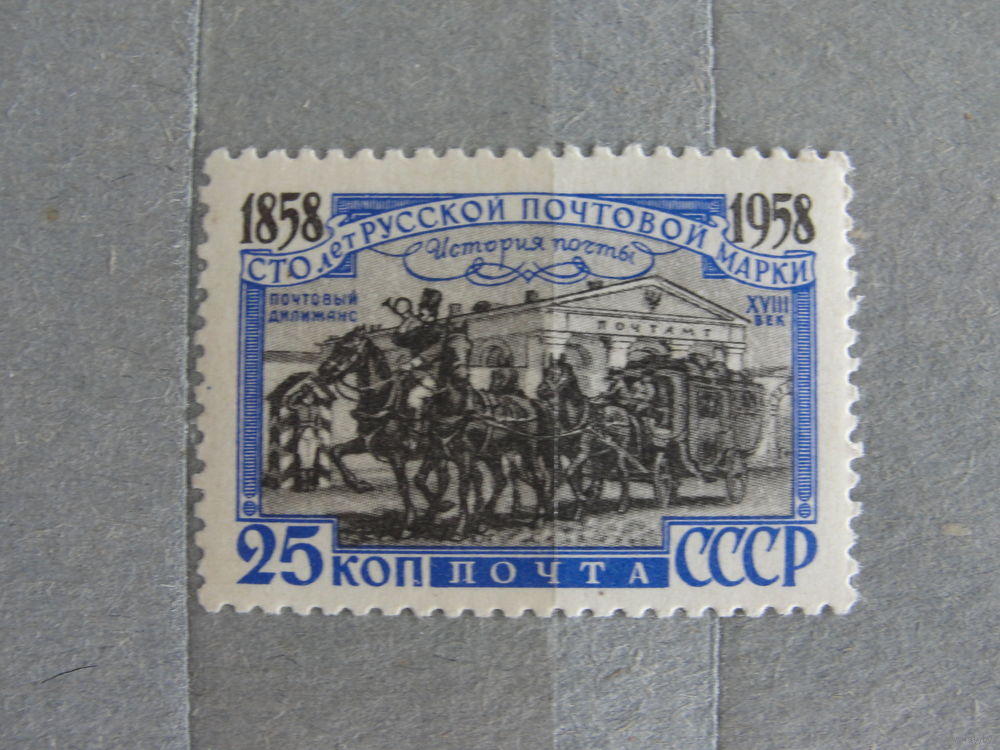 1858 1958
СТО лет РУССКОЙ ПОЧТОВОЙ МАРКИ
История почты
ПОЧТОВЫЙ
ДИЛИЖАНС
XVIII
ВЕК
ПОЧТАМТ
25 КОП ПОЧТА СССР